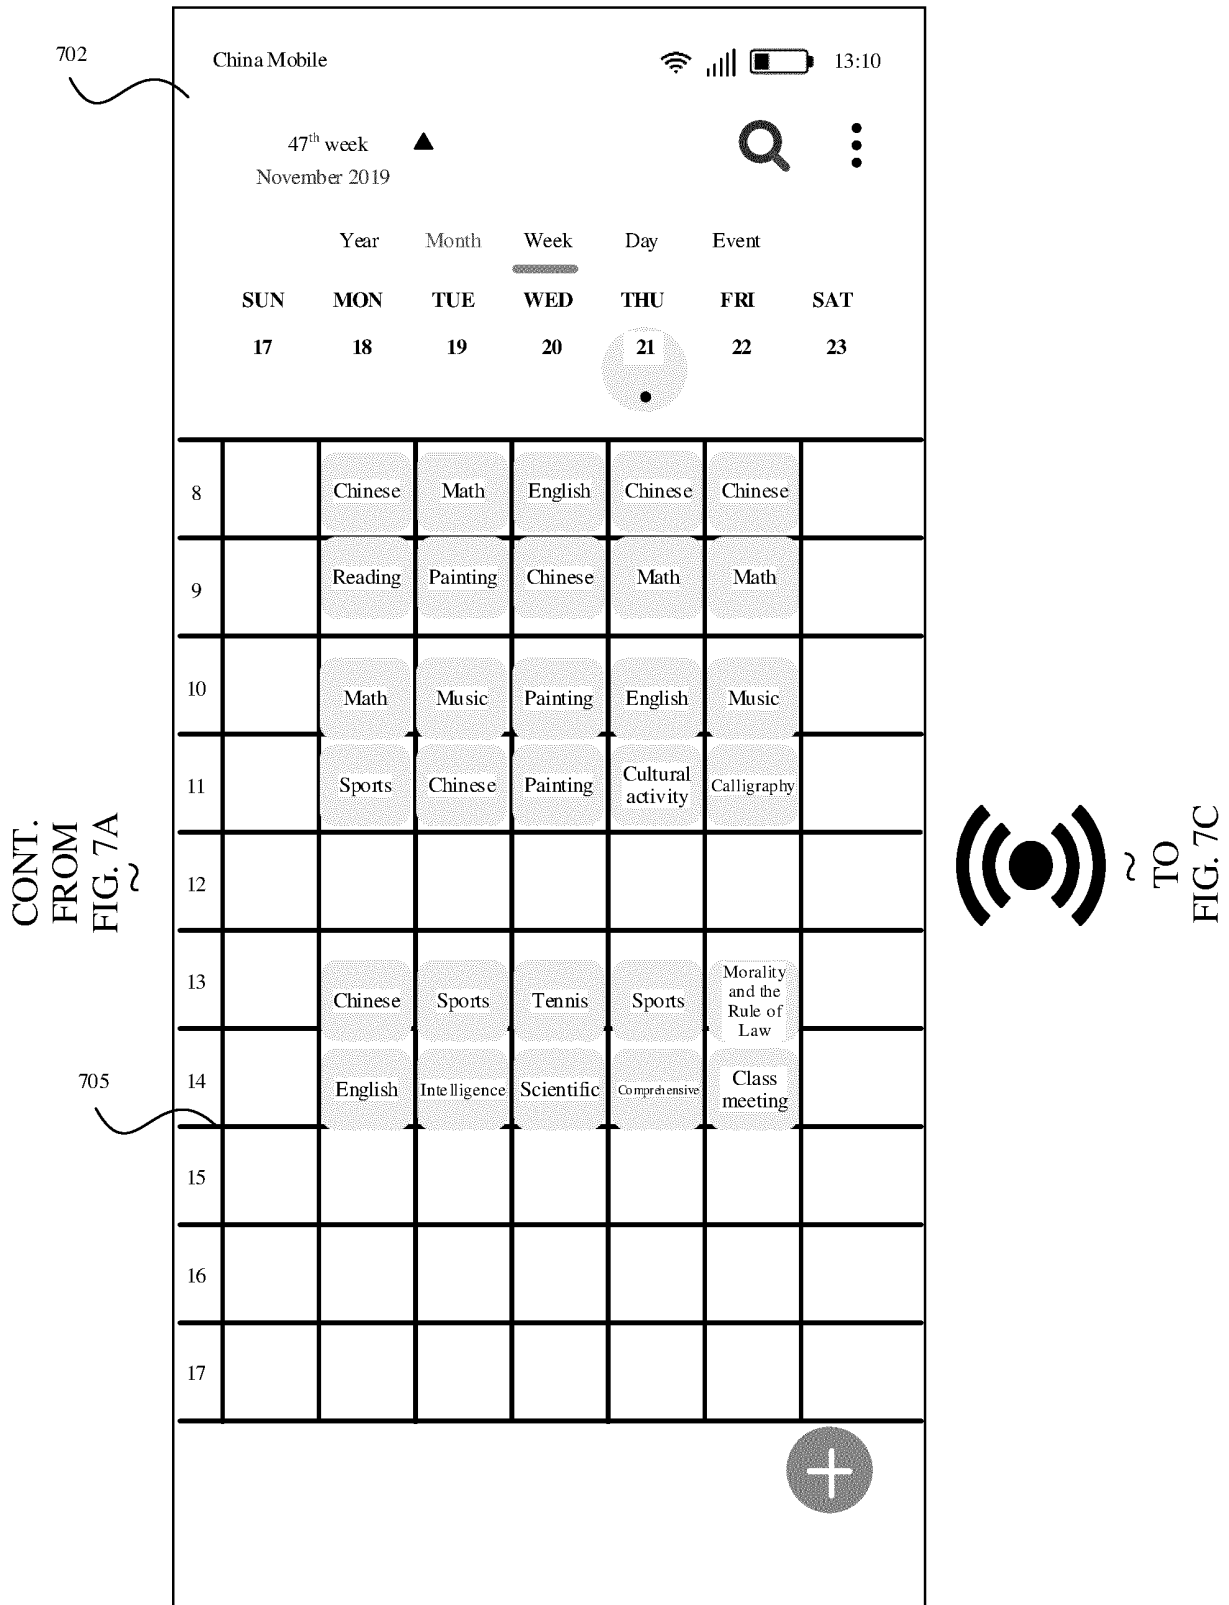 702
China Mobile
13:10
47th week
November 2019
Year Month Week Day Event
SUN MON TUE WED THU FRI SAT
17 18 19 20 21 22 23
8 Chinese Math English Chinese Chinese
9 Reading Painting Chinese Math Math
10 Math Music Painting English Music
11 Sports Chinese Painting Cultural activity Calligraphy
12
13 Chinese Sports Tennis Sports Morality and the Rule of Law
14 English Intelligence Scientific Comprehensive Class meeting
705
15
16
17
CONT.
FROM
FIG. 7A
~
~
TO
FIG. 7C